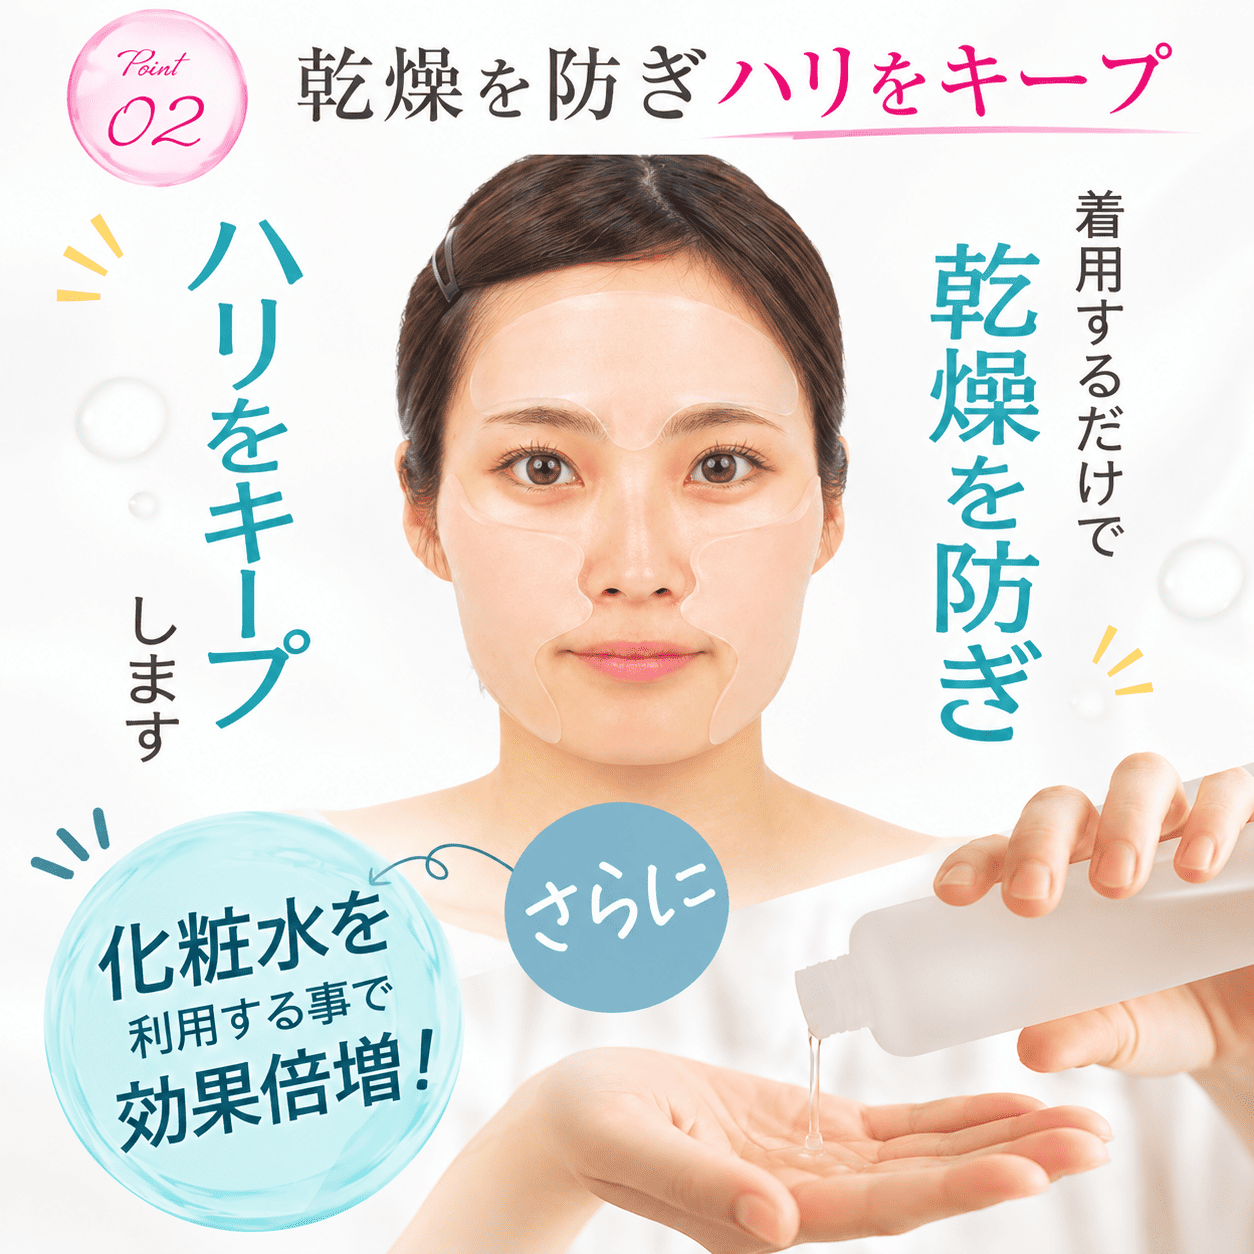 Point
02
乾燥を防ぎハリをキープ
着用するだけで
乾燥を防ぎ
ハリをキープ
します
さらに
化粧水を
利用する事で
効果倍増!